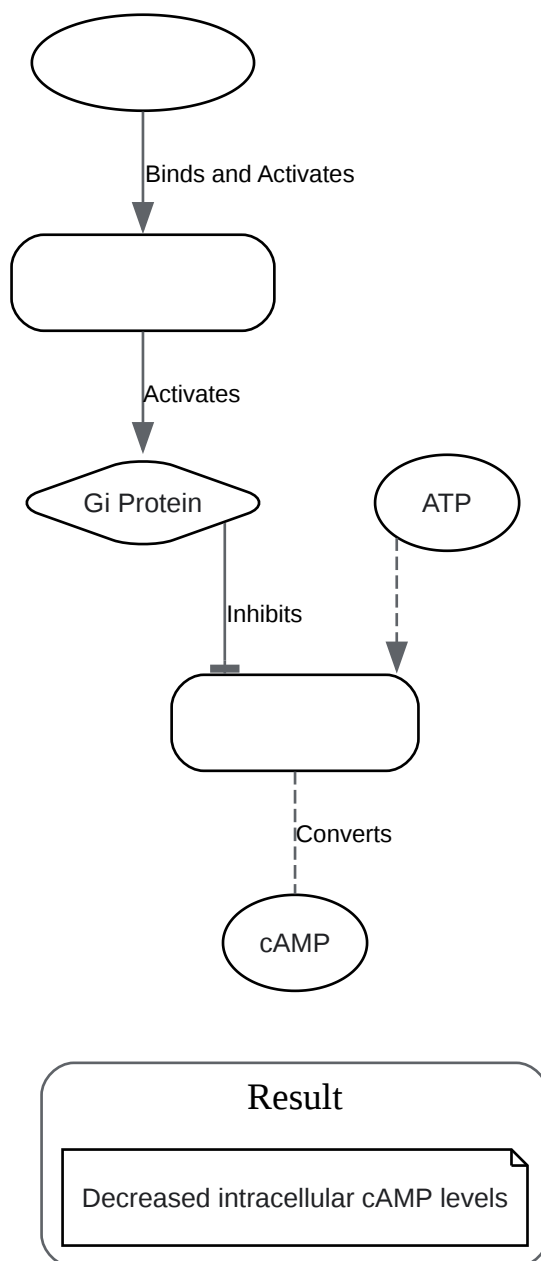 Binds and Activates
Activates
Gi Protein
ATP
Inhibits
Converts
cAMP
Result
Decreased intracellular cAMP levels